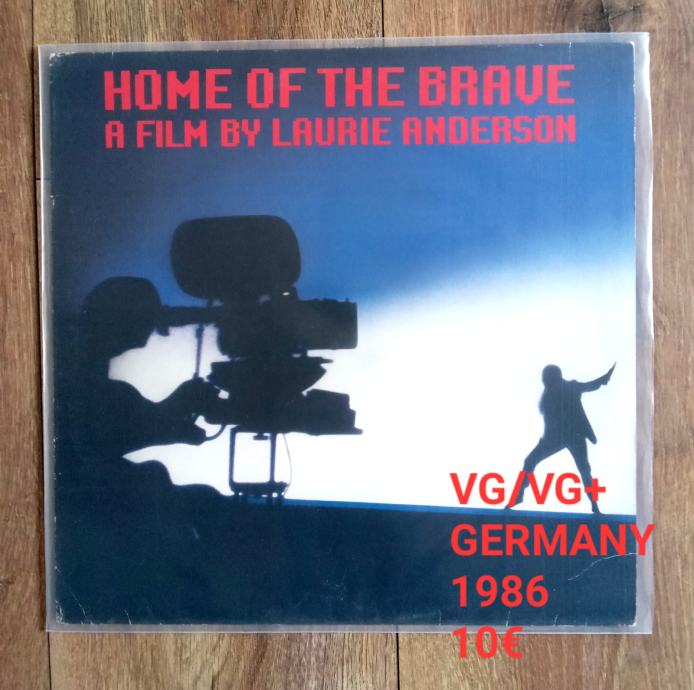 HOME OF THE BRAVE
A FILM BY LAURIE ANDERSON
VG/VG+
GERMANY
1986
10€